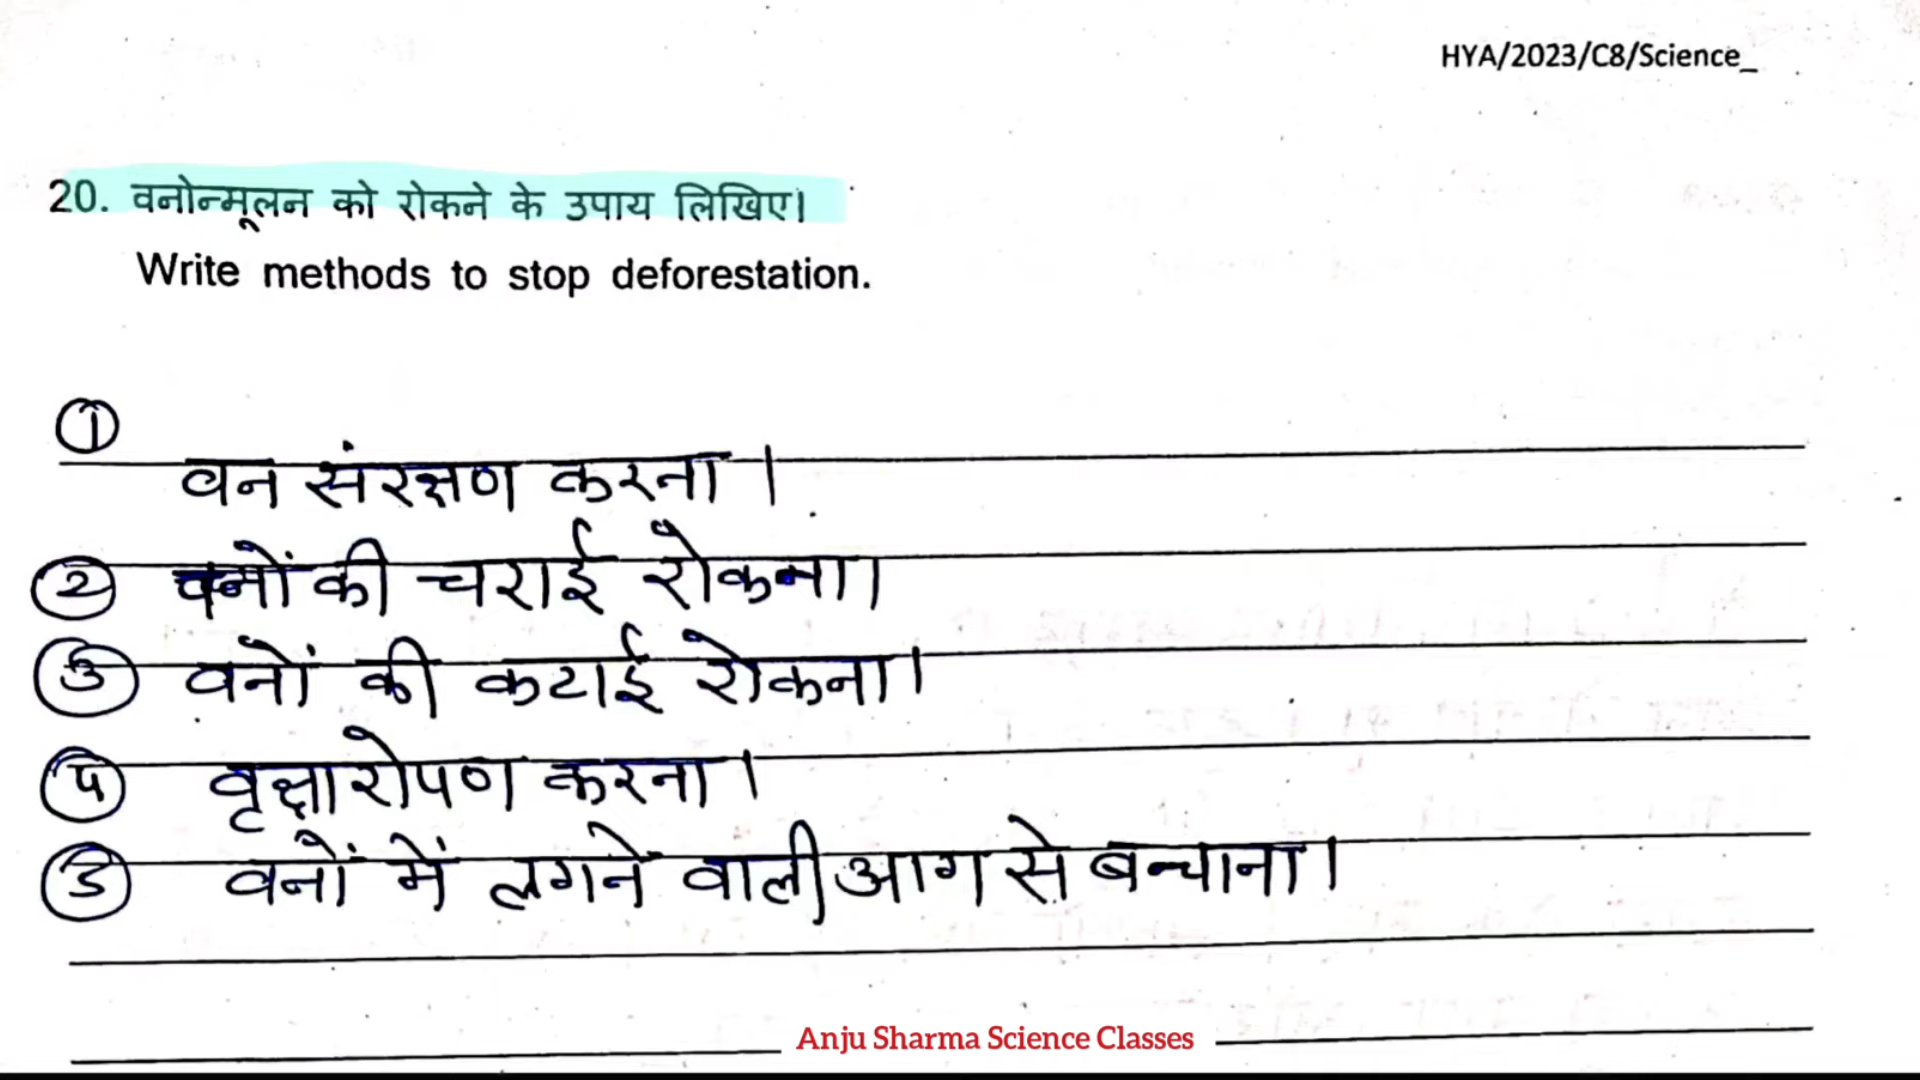 HYA/2023/C8/Science_
20. वनोन्मूलन को रोकने के उपाय लिखिए।
Write methods to stop deforestation.
①
वन संरक्षण करना।
② वनों की चराई रोकना।
③ वनों की कटाई रोकना।
④ वृक्षारोपण करना।
⑤ वनों में लगने वाली आग से बचाना।
Anju Sharma Science Classes